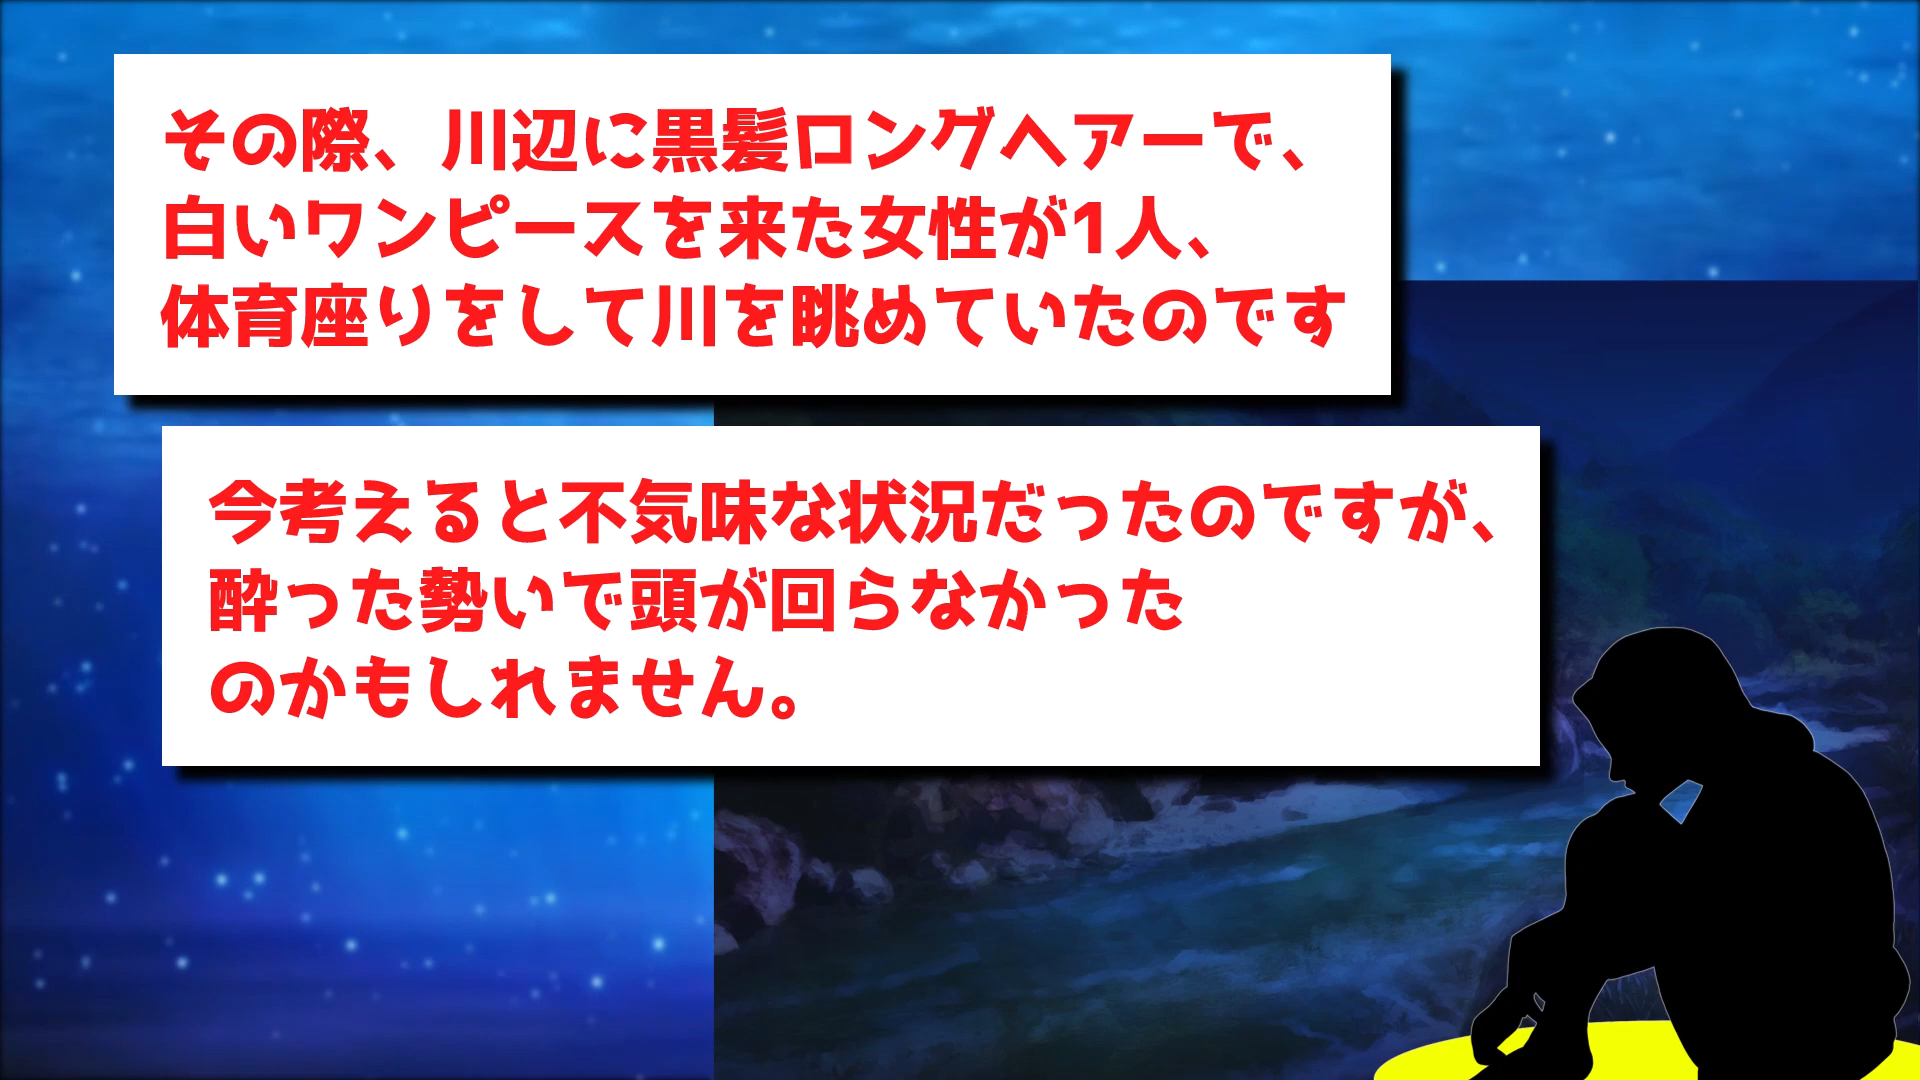 その際、川辺に黒髪ロングヘアーで、
白いワンピースを来た女性が1人、
体育座りをして川を眺めていたのです
今考えると不気味な状況だったのですが、
酔った勢いで頭が回らなかった
のかもしれません。